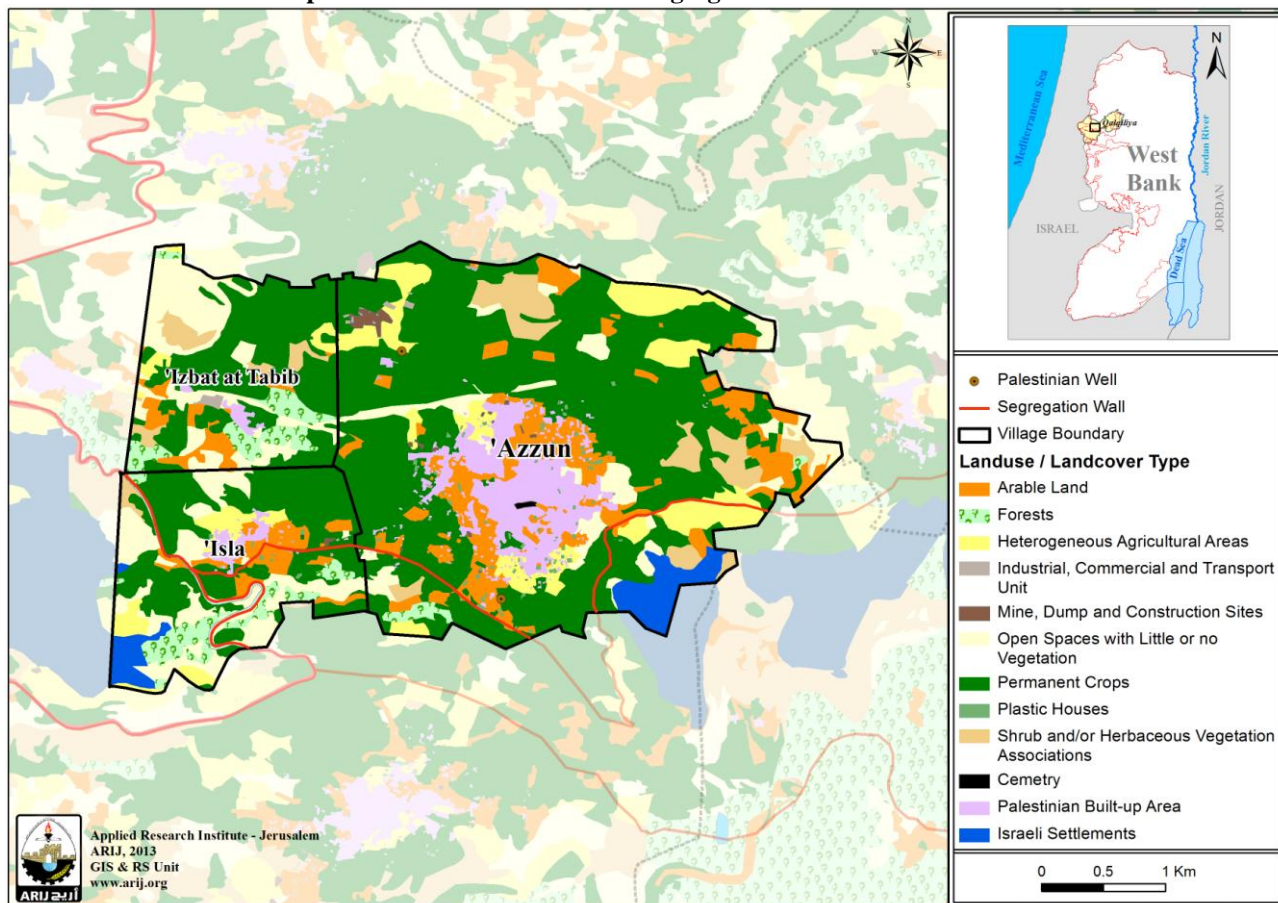 N
W E
S
'Izbat at Tabib
'Azzun
'Isla
Applied Research Institute - Jerusalem
ARIJ, 2013
GIS & RS Unit
www.arij.org
ARIJ أريج
N
Mediterranean Sea
Qalqiliya
West
Bank
Jordan River
JORDAN
ISRAEL
Dead Sea
Palestinian Well
Segregation Wall
Village Boundary
Landuse / Landcover Type
Arable Land
Forests
Heterogeneous Agricultural Areas
Industrial, Commercial and Transport
Unit
Mine, Dump and Construction Sites
Open Spaces with Little or no
Vegetation
Permanent Crops
Plastic Houses
Shrub and/or Herbaceous Vegetation
Associations
Cemetry
Palestinian Built-up Area
Israeli Settlements
0 0.5 1 Km